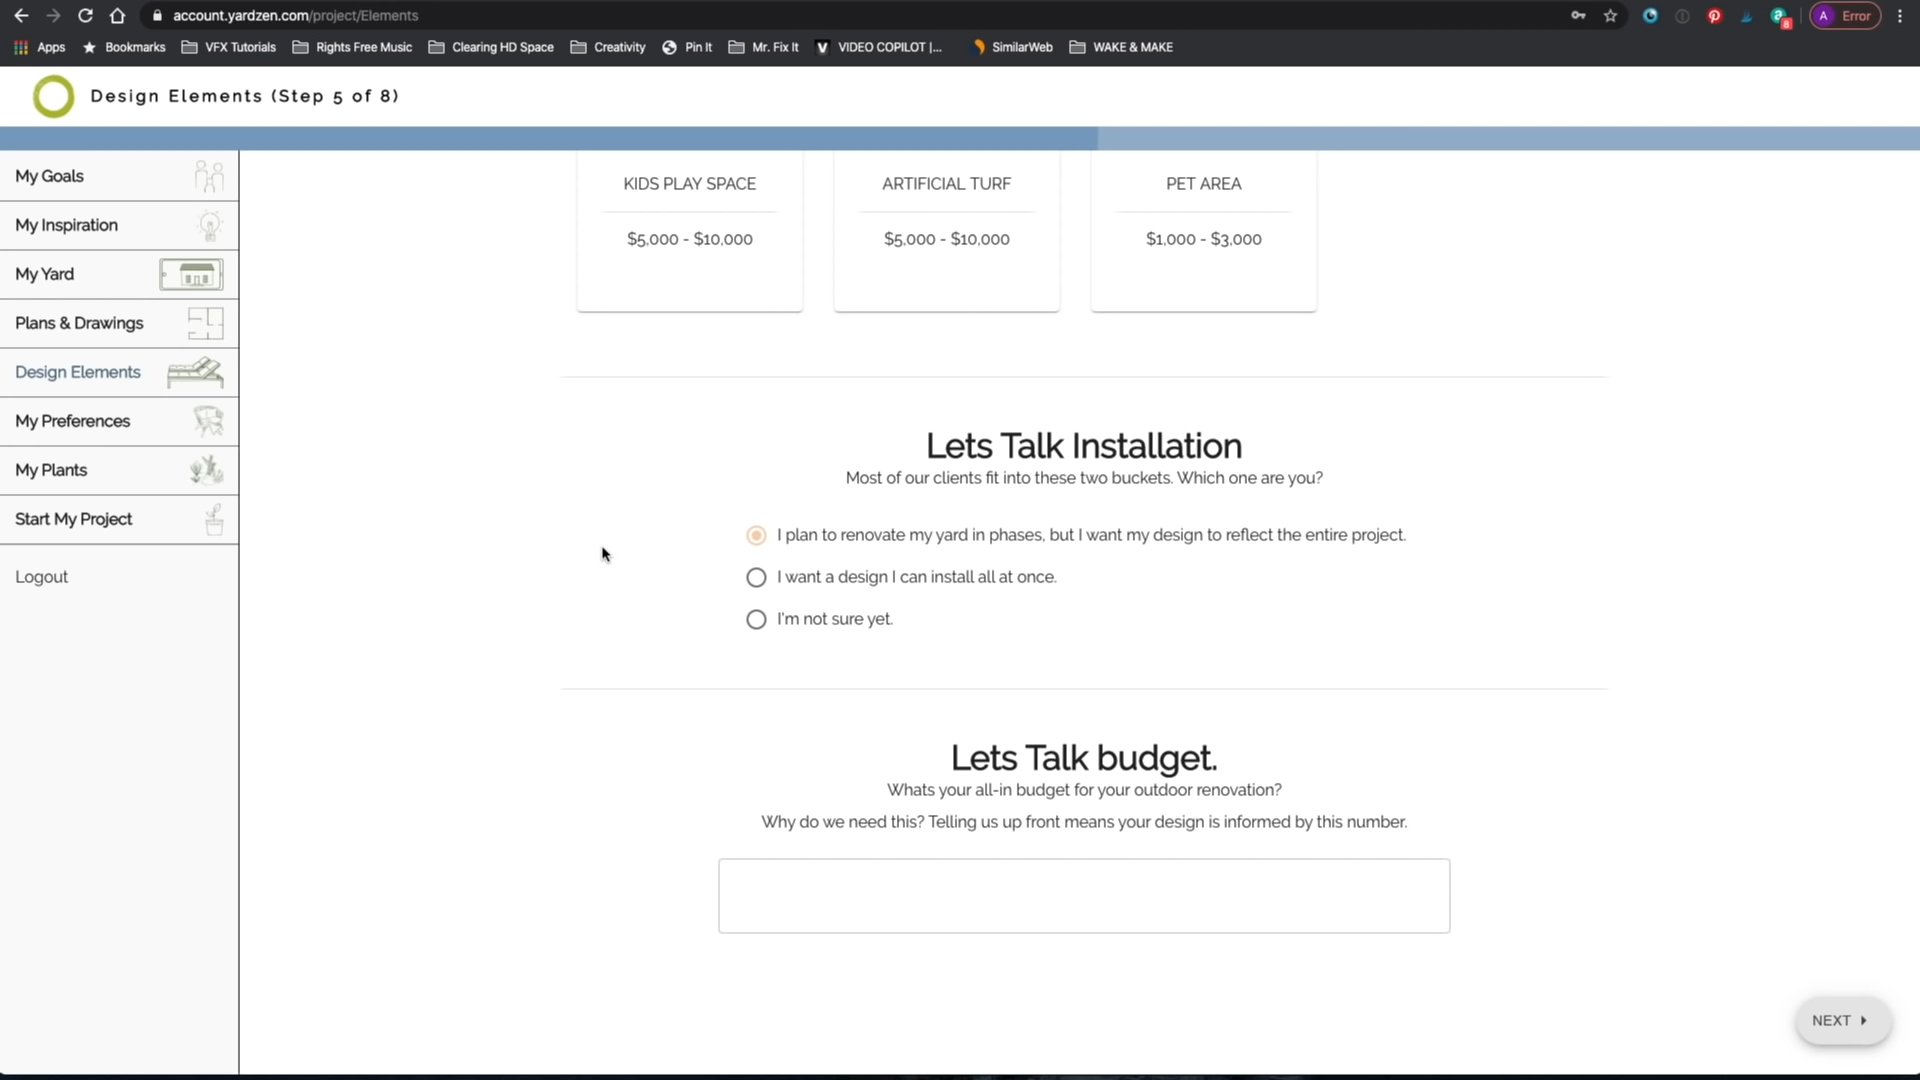 account.yardzen.com/project/Elements
A Error
8
Apps Bookmarks VFX Tutorials Rights Free Music Clearing HD Space Creativity Pin It Mr. Fix It V VIDEO COPILOT |... SimilarWeb WAKE & MAKE
Design Elements (Step 5 of 8)
My Goals
My Inspiration
My Yard
Plans & Drawings
Design Elements
My Preferences
My Plants
Start My Project
Logout
KIDS PLAY SPACE
$5,000 - $10,000
ARTIFICIAL TURF
$5,000 - $10,000
PET AREA
$1,000 - $3,000
Lets Talk Installation
Most of our clients fit into these two buckets. Which one are you?
I plan to renovate my yard in phases, but I want my design to reflect the entire project.
I want a design I can install all at once.
I'm not sure yet.
Lets Talk budget.
Whats your all-in budget for your outdoor renovation?
Why do we need this? Telling us up front means your design is informed by this number.
NEXT